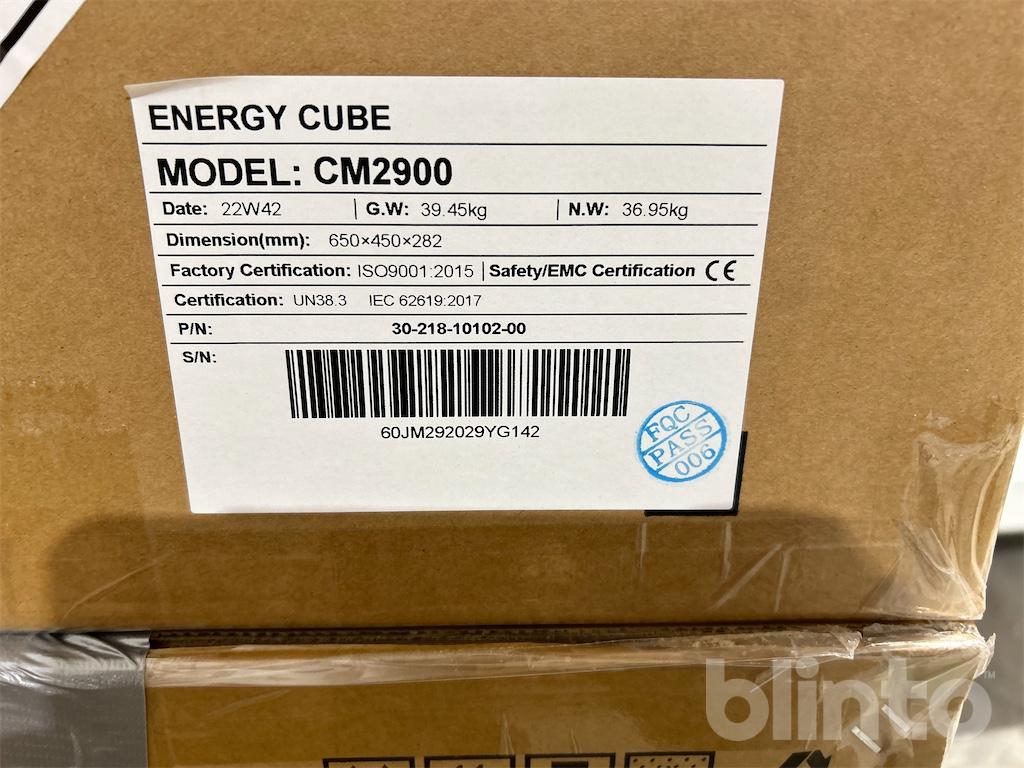 ENERGY CUBE
MODEL: CM2900
Date: 22W42 G.W: 39.45kg N.W: 36.95kg
Dimension(mm): 650×450×282
Factory Certification: ISO9001:2015 Safety/EMC Certification CE
Certification: UN38.3 IEC 62619:2017
P/N: 30-218-10102-00
S/N:
60JM292029YG142
FQC
PASS
006
blinto™